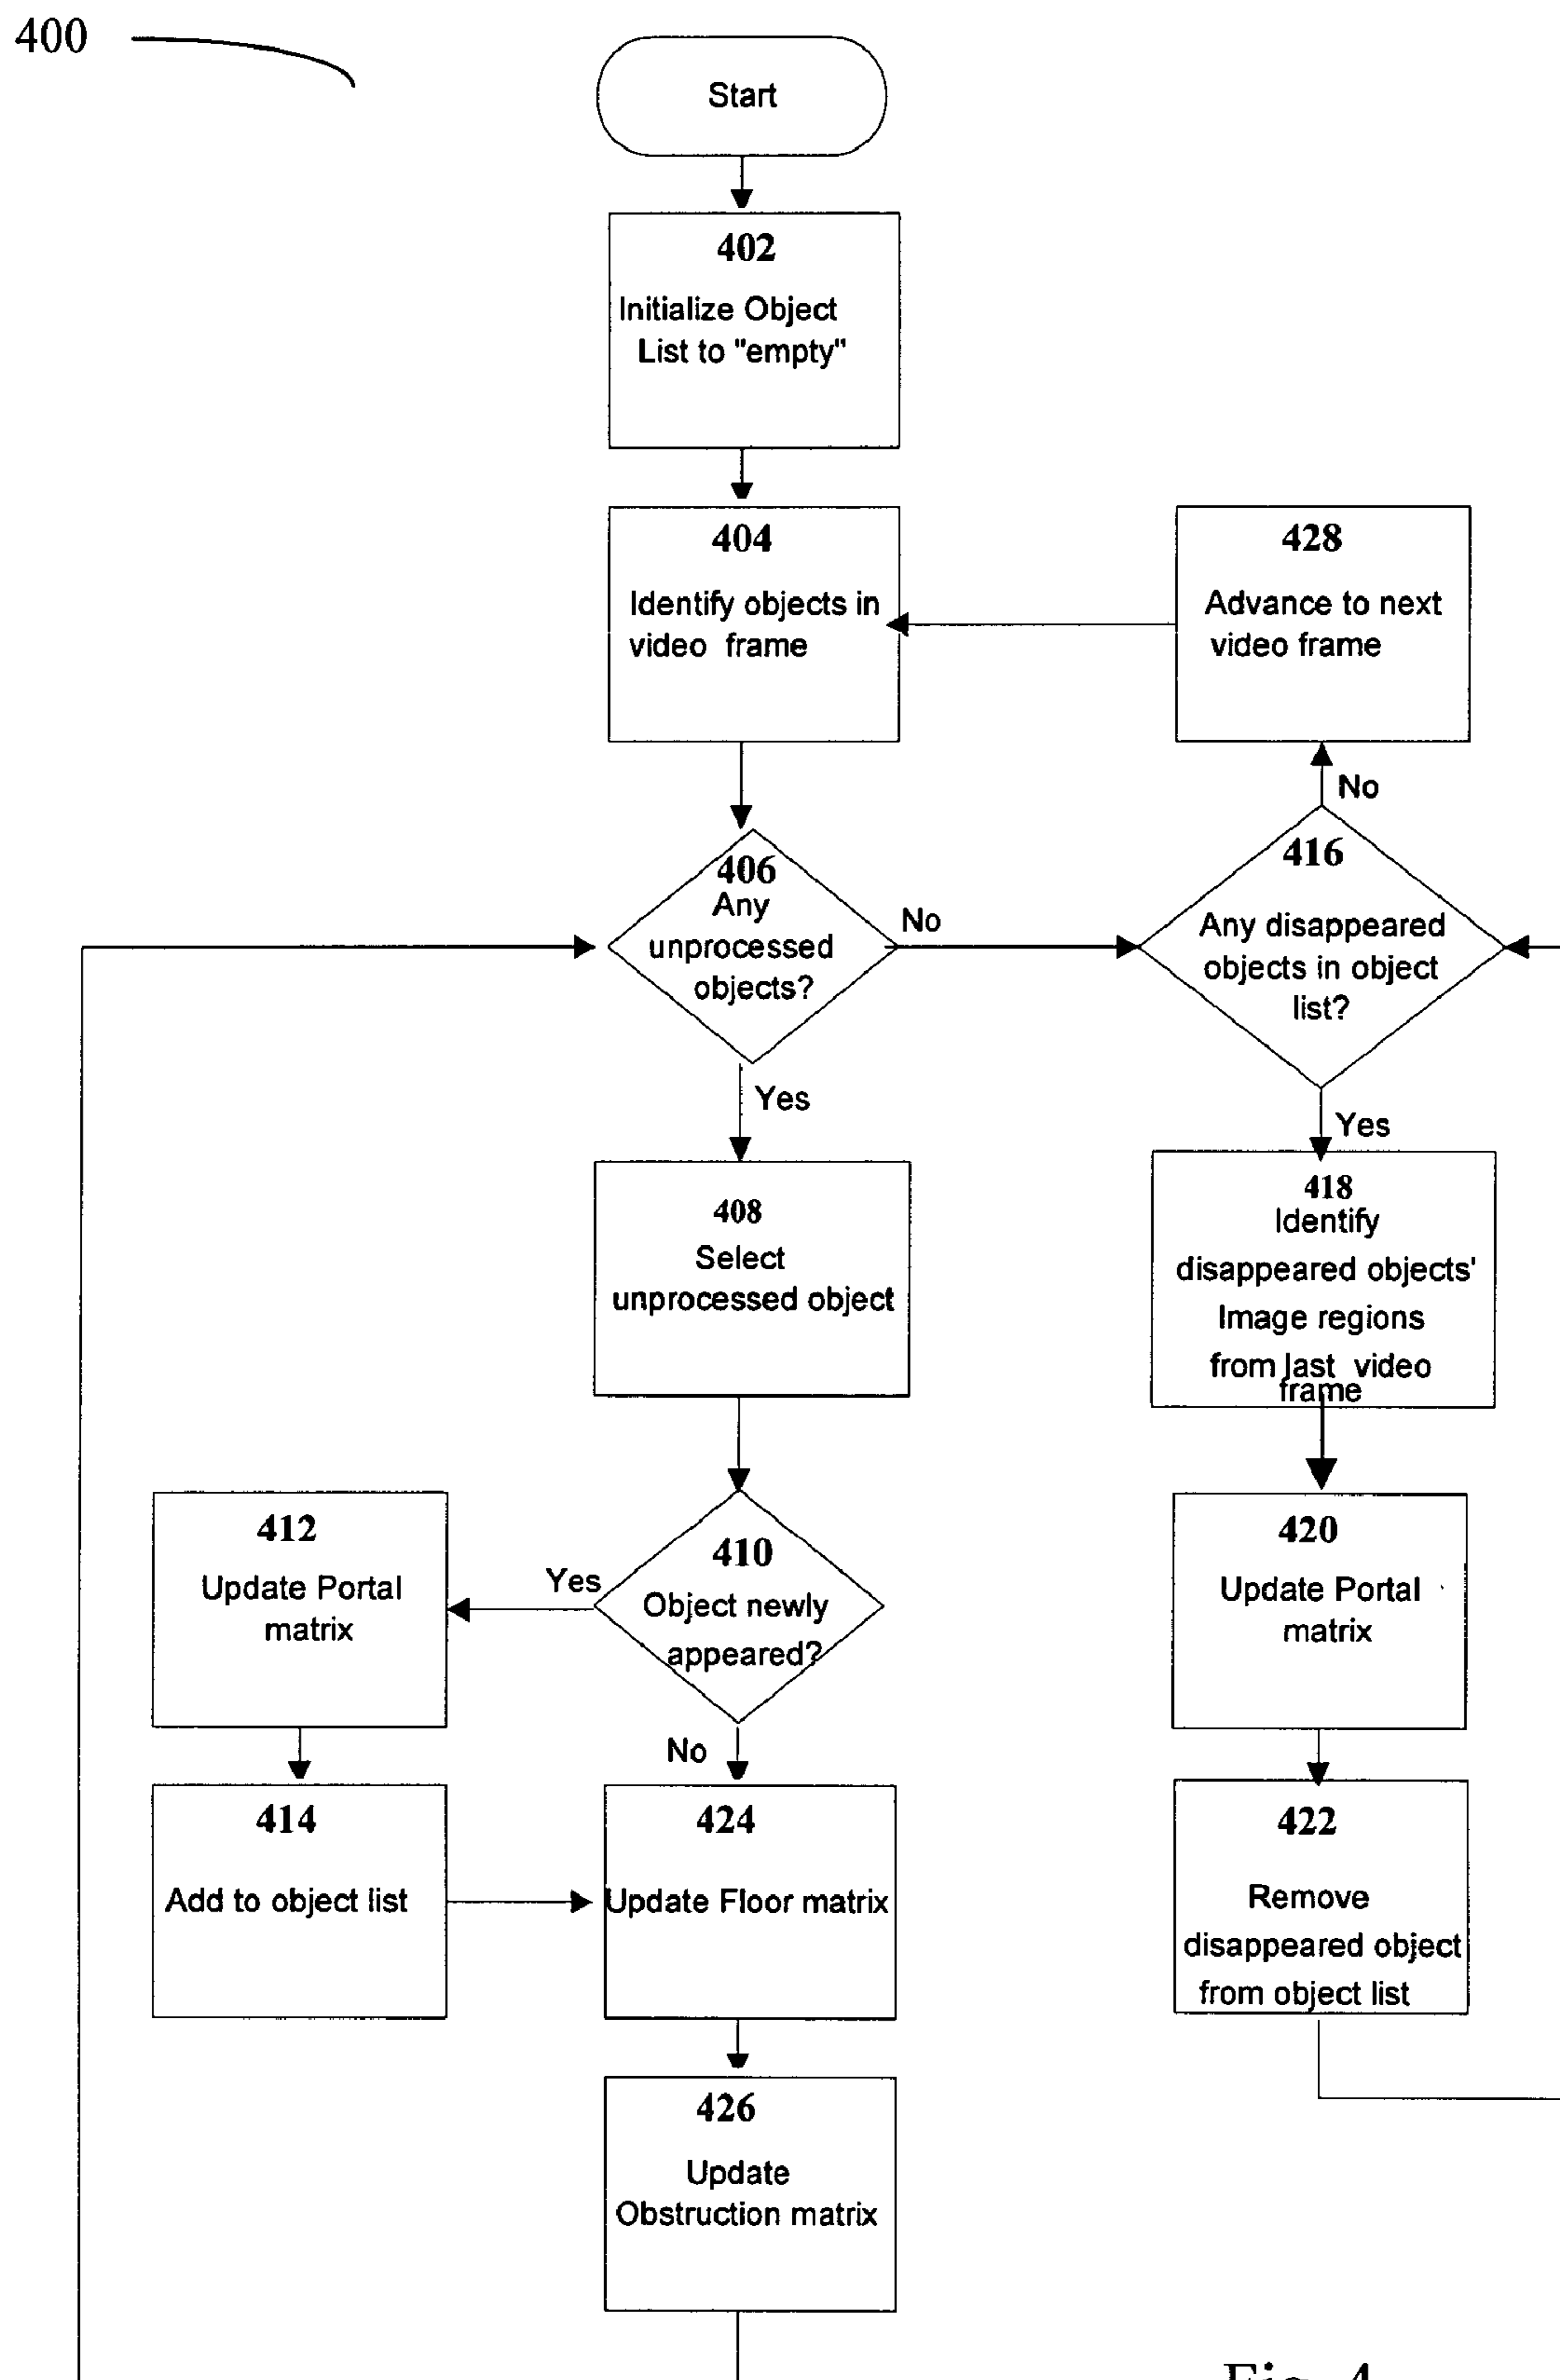 400
Start
402
Initialize Object
List to "empty"
404
Identify objects in
video frame
428
Advance to next
video frame
No
406
Any
unprocessed
objects?
No
416
Any disappeared
objects in object
list?
Yes
Yes
408
Select
unprocessed object
418
Identify
disappeared objects'
Image regions
from last video
frame
412
Update Portal
matrix
Yes
410
Object newly
appeared?
420
Update Portal
matrix
No
414
Add to object list
424
Update Floor matrix
422
Remove
disappeared object
from object list
426
Update
Obstruction matrix
Fig. 4